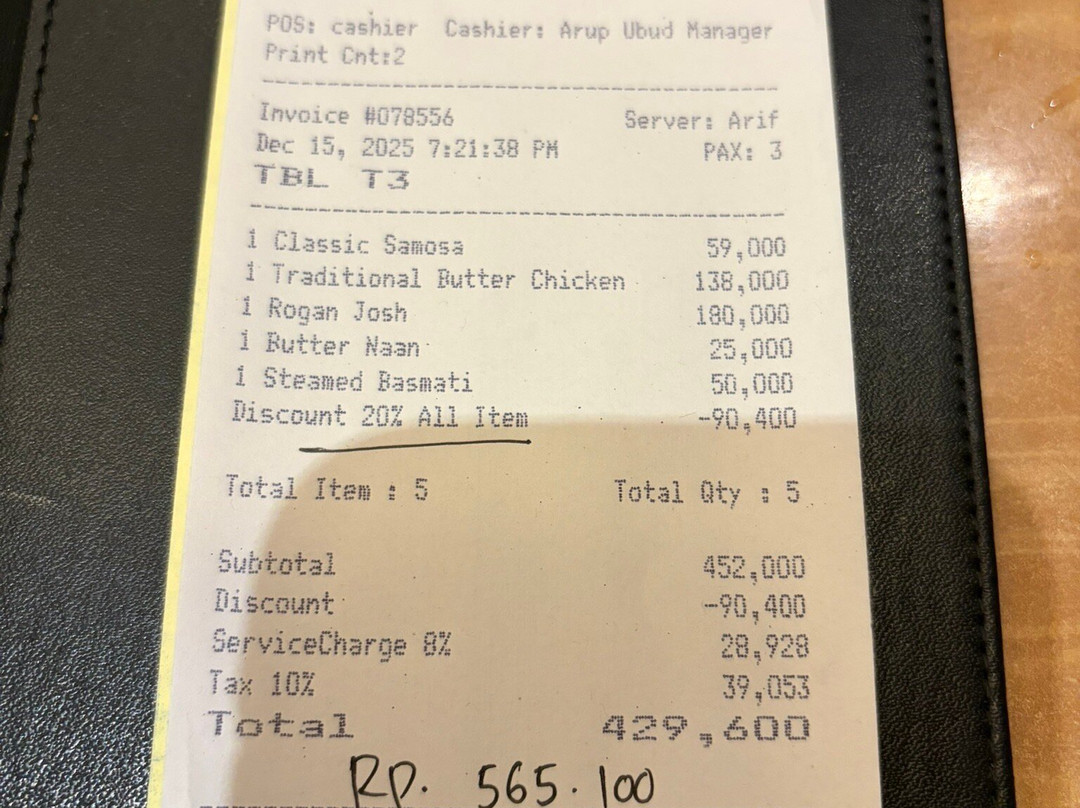 POS: cashier Cashier: Arup Ubud Manager
Print Cnt:2
Invoice #078556 Server: Arif
Dec 15, 2025 7:21:38 PM PAX: 3
TBL T3
1 Classic Samosa 59,000
1 Traditional Butter Chicken 138,000
1 Rogan Josh 180,000
1 Butter Naan 25,000
1 Steamed Basmati 50,000
Discount 20% All Item -90,400
Total Item : 5 Total Qty : 5
Subtotal 452,000
Discount -90,400
ServiceCharge 8% 28,928
Tax 10% 39,053
Total 429,600
RP. 565.100